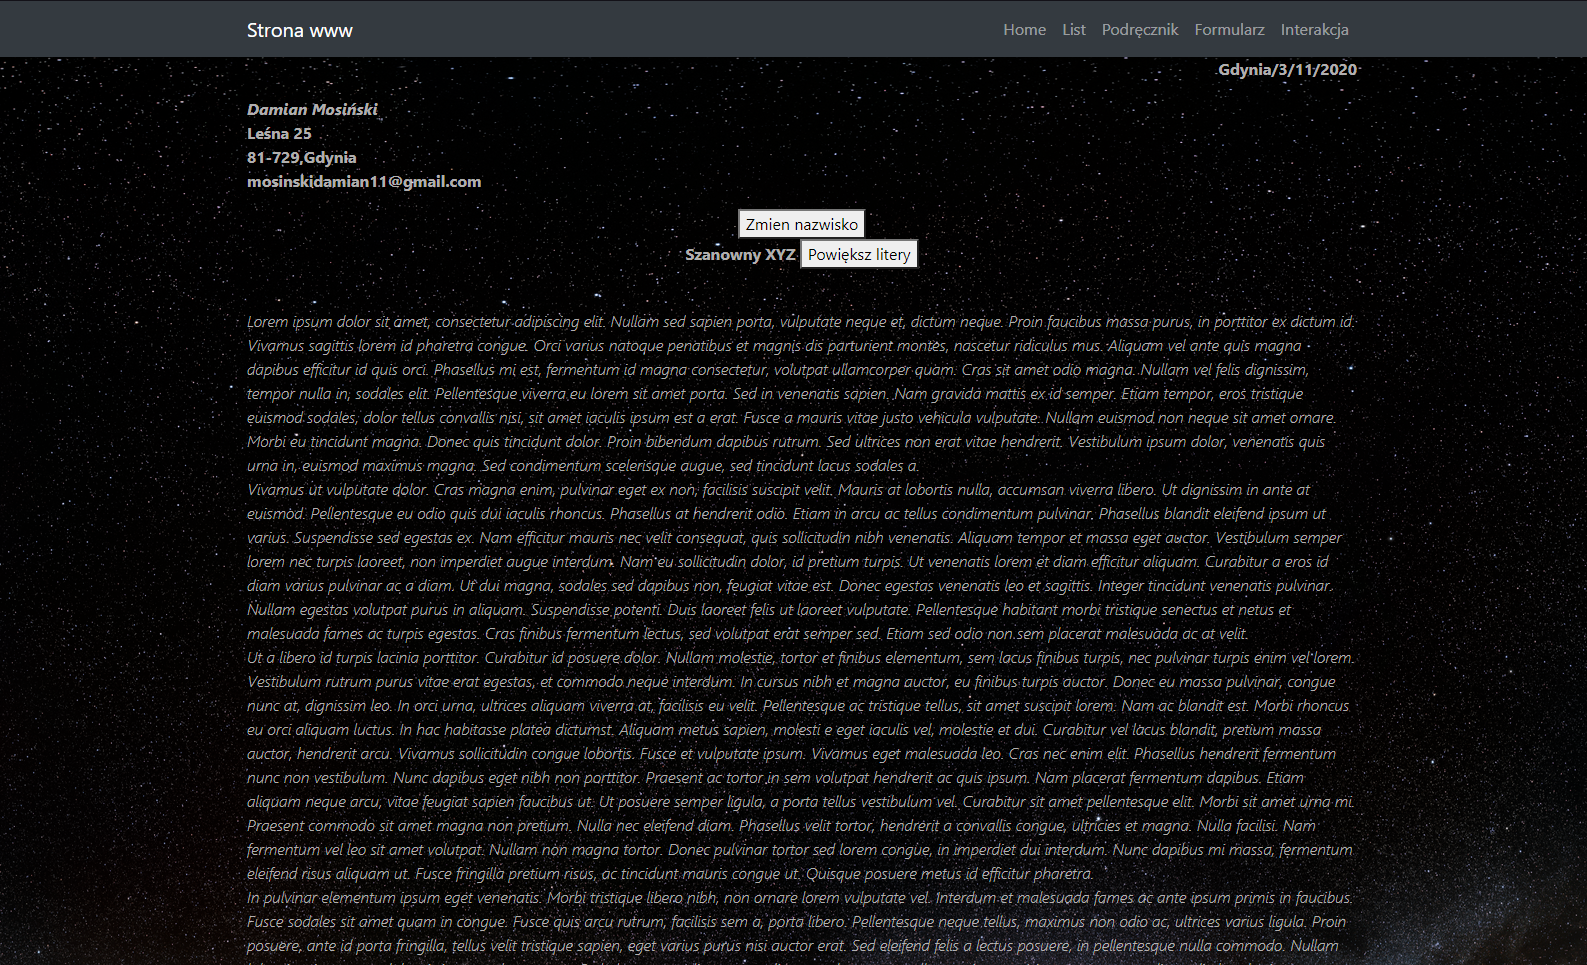 Strona www
Home List Podręcznik Formularz Interakcja
Gdynia/3/11/2020
Damian Mosiński
Leśna 25
81-729,Gdynia
mosinskidamian11@gmail.com
Zmien nazwisko
Szanowny XYZ Powiększ litery
Lorem ipsum dolor sit amet, consectetur adipiscing elit. Nullam sed sapien porta, vulputate neque et, dictum neque. Proin faucibus massa purus, in porttitor ex dictum id.
Vivamus sagittis lorem id pharetra congue. Orci varius natoque penatibus et magnis dis parturient montes, nascetur ridiculus mus. Aliquam vel ante quis magna
dapibus efficitur id quis orci. Phasellus mi est, fermentum id magna consectetur, volutpat ullamcorper quam. Cras sit amet odio magna. Nullam vel felis dignissim,
tempor nulla in, sodales elit. Pellentesque viverra eu lorem sit amet porta. Sed in venenatis sapien. Nam gravida mattis ex id semper. Etiam tempor, eros tristique
euismod sodales, dolor tellus convallis nisi, sit amet iaculis ipsum est a erat. Fusce a mauris vitae justo vehicula vulputate. Nullam euismod non neque sit amet ornare.
Morbi eu tincidunt magna. Donec quis tincidunt dolor. Proin bibendum dapibus rutrum. Sed ultrices non erat vitae hendrerit. Vestibulum ipsum dolor, venenatis quis
urna in, euismod maximus magna. Sed condimentum scelerisque augue, sed tincidunt lacus sodales a.
Vivamus ut vulputate dolor. Cras magna enim, pulvinar eget ex non, facilisis suscipit velit. Mauris at lobortis nulla, accumsan viverra libero. Ut dignissim in ante at
euismod. Pellentesque eu odio quis dui iaculis rhoncus. Phasellus at hendrerit odio. Etiam in arcu ac tellus condimentum pulvinar. Phasellus blandit eleifend ipsum ut
varius. Suspendisse sed egestas ex. Nam efficitur mauris nec velit consequat, quis sollicitudin nibh venenatis. Aliquam tempor et massa eget auctor. Vestibulum semper
lorem nec turpis laoreet, non imperdiet augue interdum. Nam eu sollicitudin dolor, id pretium turpis. Ut venenatis lorem et diam efficitur aliquam. Curabitur a eros id
diam varius pulvinar ac a diam. Ut dui magna, sodales sed dapibus non, feugiat vitae est. Donec egestas venenatis leo et sagittis. Integer tincidunt venenatis pulvinar.
Nullam egestas volutpat purus in aliquam. Suspendisse potenti. Duis laoreet felis ut laoreet vulputate. Pellentesque habitant morbi tristique senectus et netus et
malesuada fames ac turpis egestas. Cras finibus fermentum lectus, sed volutpat erat semper sed. Etiam sed odio non sem placerat malesuada ac at velit.
Ut a libero id turpis lacinia porttitor. Curabitur id posuere dolor. Nullam molestie, tortor et finibus elementum, sem lacus finibus turpis, nec pulvinar turpis enim vel lorem.
Vestibulum rutrum purus vitae erat egestas, et commodo neque interdum. In cursus nibh et magna auctor, eu finibus turpis auctor. Donec eu massa pulvinar, congue
nunc at, dignissim leo. In orci urna, ultrices aliquam viverra at, facilisis eu velit. Pellentesque ac tristique tellus, sit amet suscipit lorem. Nam ac blandit est. Morbi rhoncus
eu orci aliquam luctus. In hac habitasse platea dictumst. Aliquam metus sapien, molesti e eget iaculis vel, molestie et dui. Curabitur vel lacus blandit, pretium massa
auctor, hendrerit arcu. Vivamus sollicitudin congue lobortis. Fusce et vulputate ipsum. Vivamus eget malesuada leo. Cras nec enim elit. Phasellus hendrerit fermentum
nunc non vestibulum. Nunc dapibus eget nibh non porttitor. Praesent ac tortor in sem volutpat hendrerit ac quis ipsum. Nam placerat fermentum dapibus. Etiam
aliquam neque arcu, vitae feugiat sapien faucibus ut. Ut posuere semper ligula, a porta tellus vestibulum vel. Curabitur sit amet pellentesque elit. Morbi sit amet urna mi.
Praesent commodo sit amet magna non pretium. Nulla nec eleifend diam. Phasellus velit tortor, hendrerit a convallis congue, ultricies et magna. Nulla facilisi. Nam
fermentum vel leo sit amet volutpat. Nullam non magna tortor. Donec pulvinar tortor sed lorem congue, in imperdiet dui interdum. Nunc dapibus mi massa, fermentum
eleifend risus aliquam ut. Fusce fringilla pretium risus, ac tincidunt mauris congue ut. Quisque posuere metus id efficitur pharetra.
In pulvinar elementum ipsum eget venenatis. Morbi tristique libero nibh, non ornare lorem vulputate vel. Interdum et malesuada fames ac ante ipsum primis in faucibus.
Fusce sodales sit amet quam in congue. Fusce quis arcu rutrum, facilisis sem a, porta libero. Pellentesque neque tellus, maximus non odio ac, ultrices varius ligula. Proin
posuere, ante id porta fringilla, tellus velit tristique sapien, eget varius purus nisi auctor erat. Sed eleifend felis a lectus posuere, in pellentesque nulla commodo. Nullam